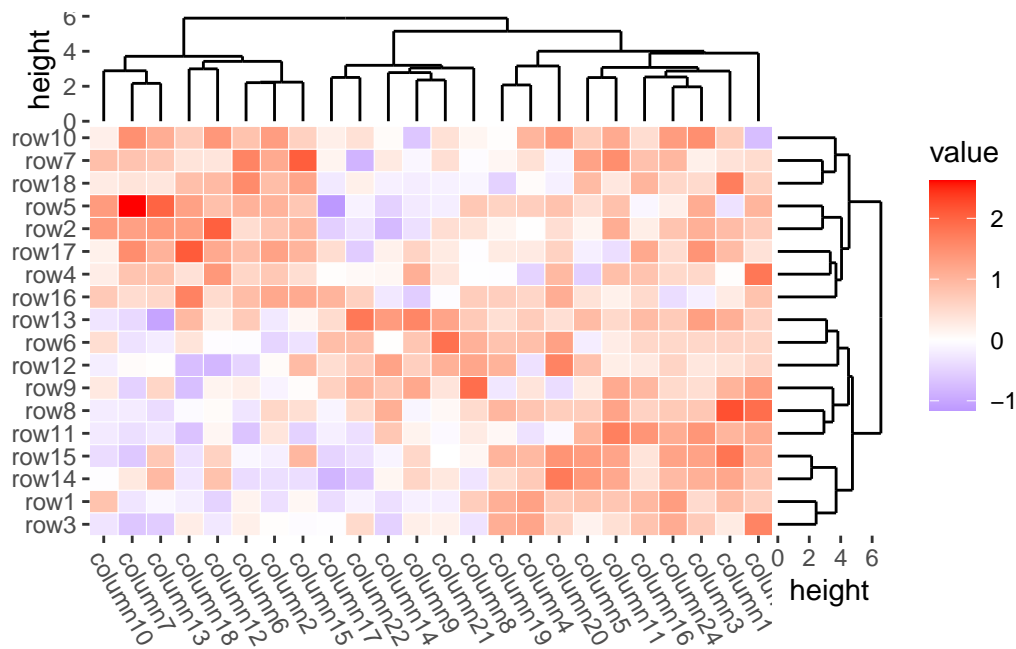 height
6
4
2
0
row10
row7
row18
row5
row2
row17
row4
row16
row13
row6
row12
row9
row8
row11
row15
row14
row1
row3
column10
column7
column13
column18
column12
column6
column2
column15
column17
column22
column14
column9
column21
column8
column19
column4
column20
column5
column11
column16
column24
column3
column1
0 2 4 6
height
value
2
1
0
−1